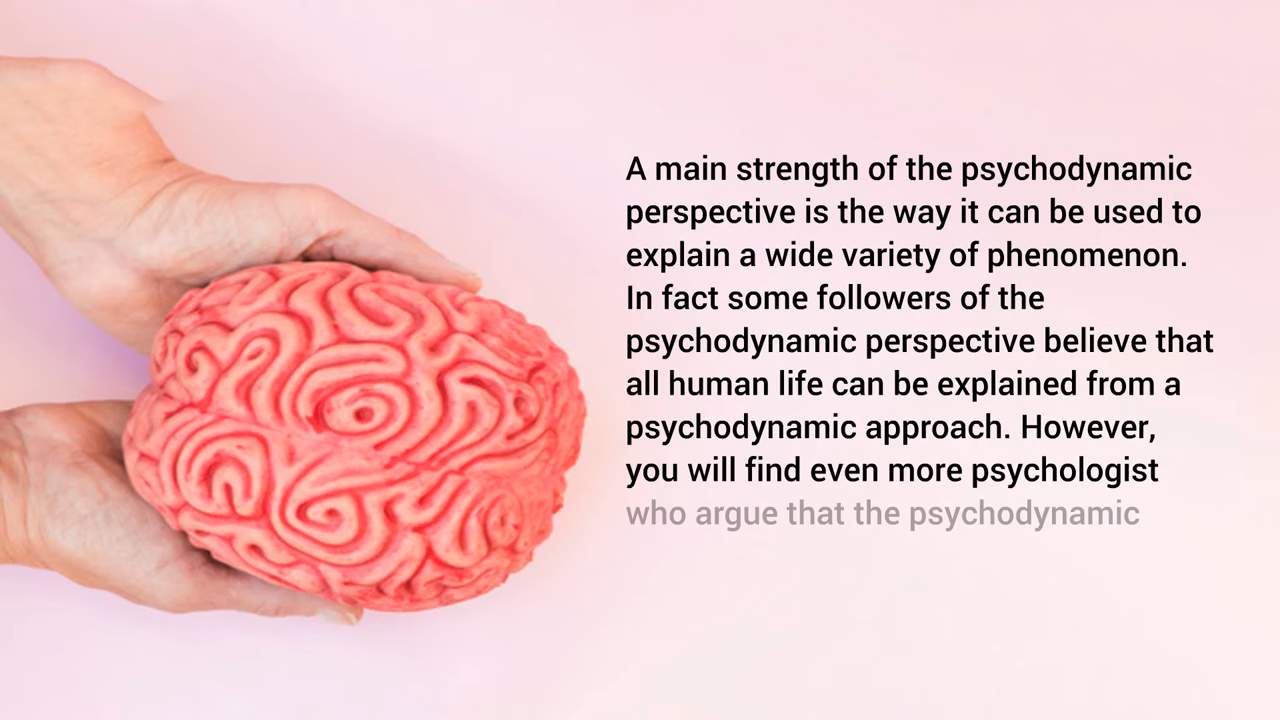 A main strength of the psychodynamic
perspective is the way it can be used to
explain a wide variety of phenomenon.
In fact some followers of the
psychodynamic perspective believe that
all human life can be explained from a
psychodynamic approach. However,
you will find even more psychologist
who argue that the psychodynamic